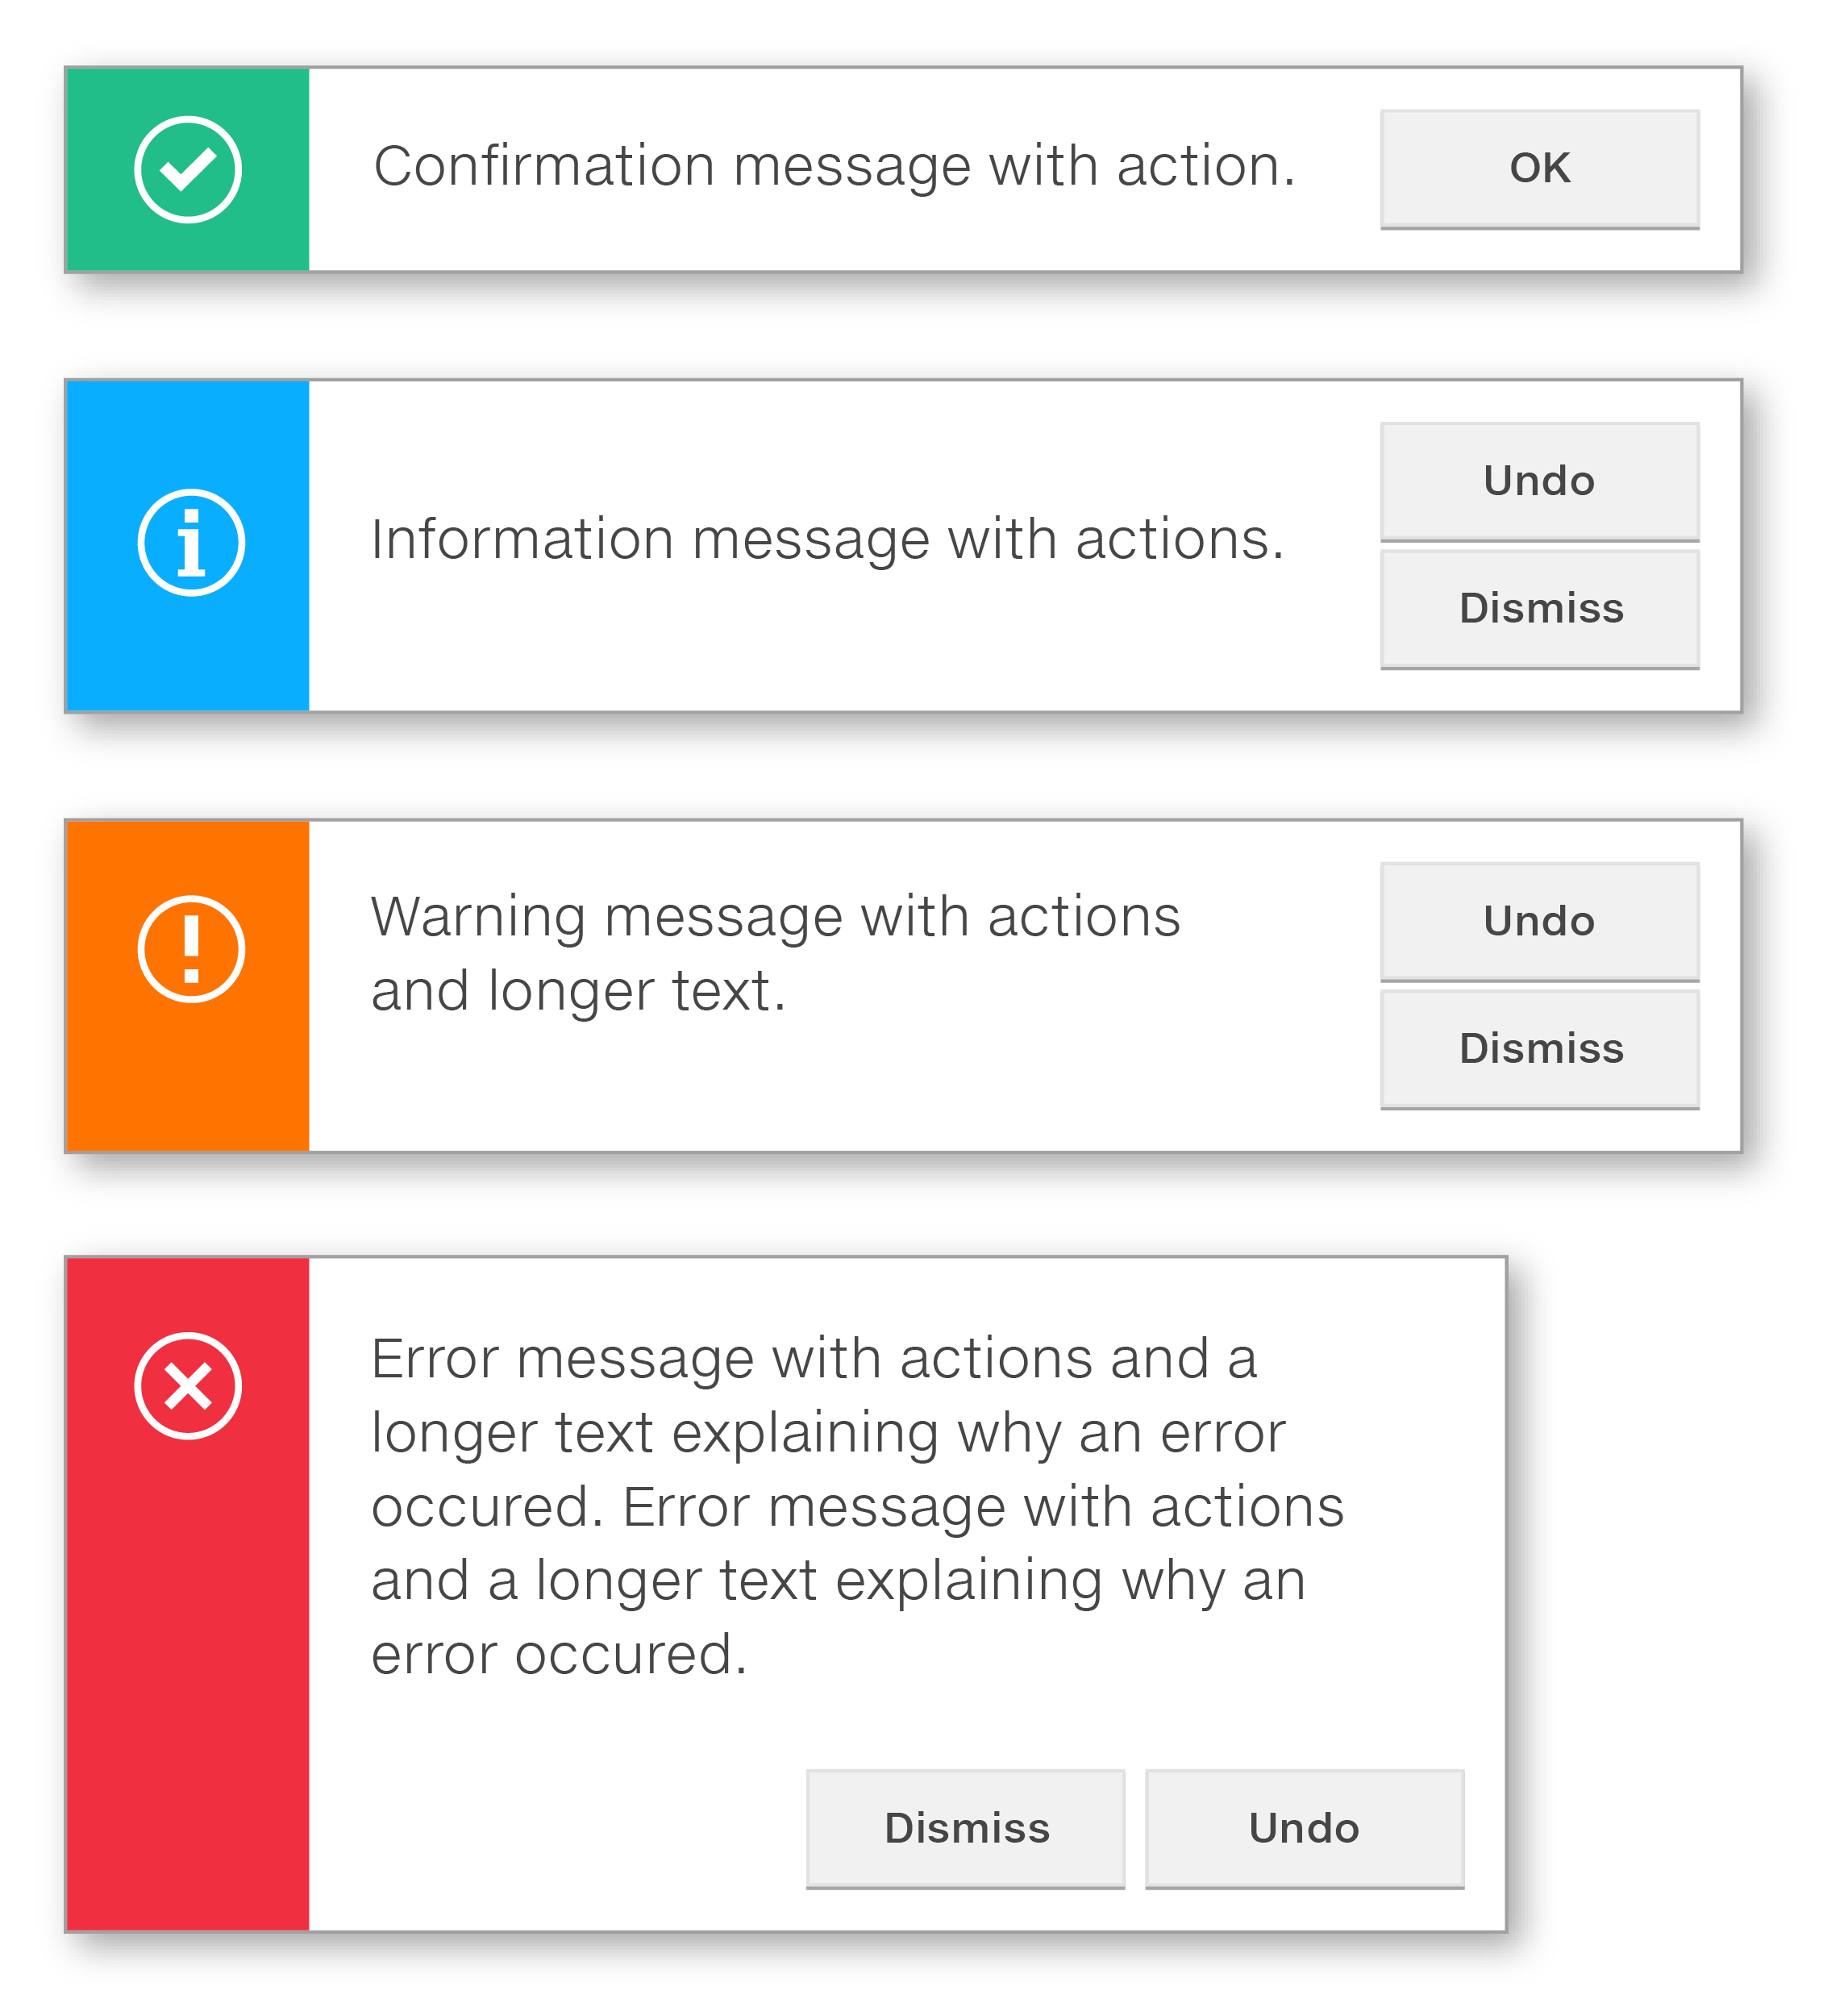 Confirmation message with action.
OK
Information message with actions.
Undo
Dismiss
Warning message with actions
and longer text.
Undo
Dismiss
Error message with actions and a
longer text explaining why an error
occured. Error message with actions
and a longer text explaining why an
error occured.
Dismiss
Undo